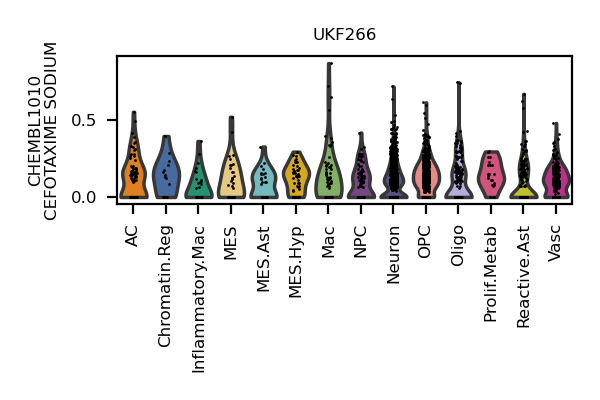 UKF266
CHEMBL1010
CEFOTAXIME SODIUM
0.5
0.0
AC
Chromatin.Reg
Inflammatory.Mac
MES
MES.Ast
MES.Hyp
Mac
NPC
Neuron
OPC
Oligo
Prolif.Metab
Reactive.Ast
Vasc